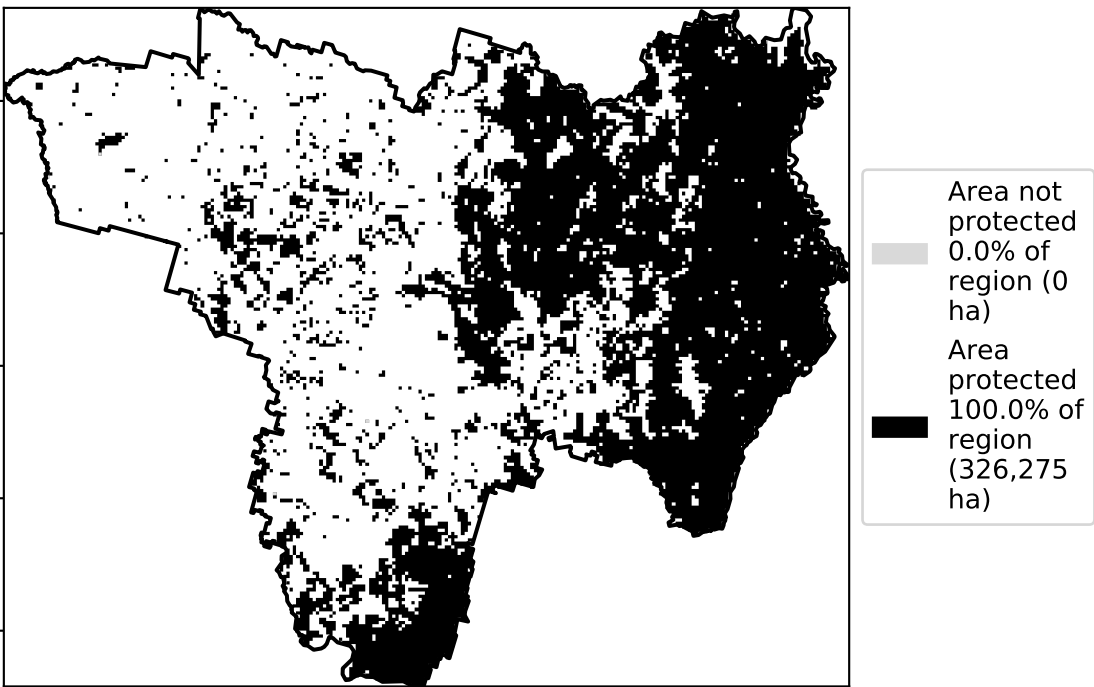 Area not
protected
0.0% of
region (0
ha)
Area
protected
100.0% of
region
(326,275
ha)